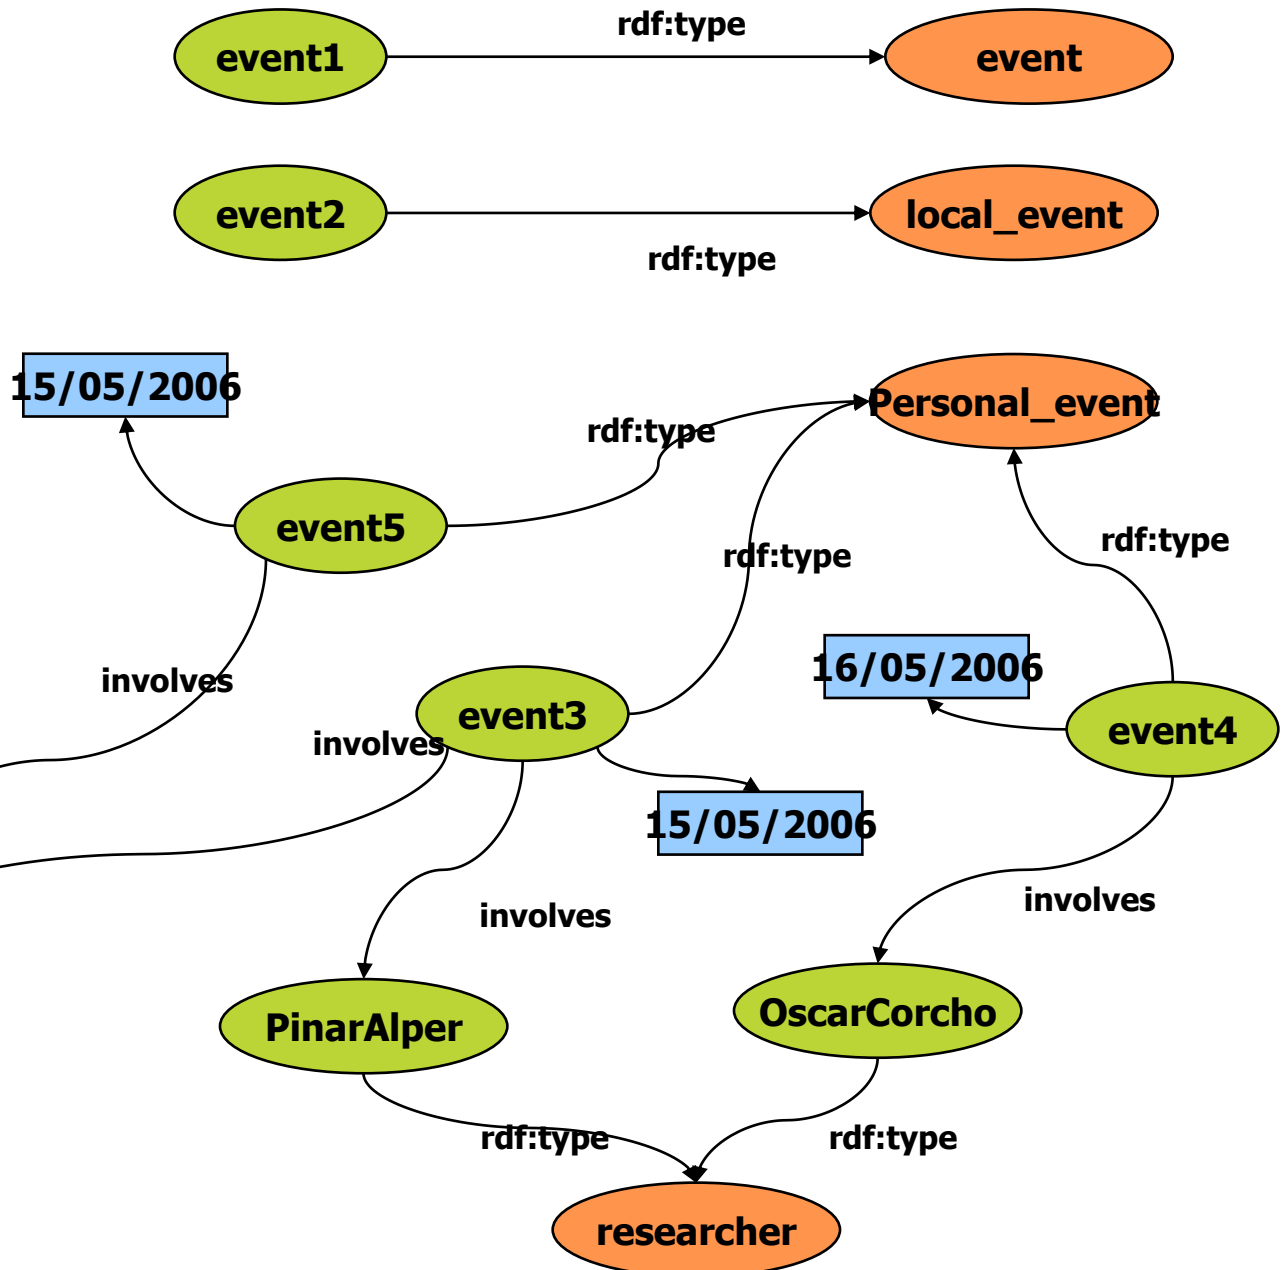 rdf:type
event1
event
event2
local_event
rdf:type
15/05/2006
Personal_event
rdf:type
event5
rdf:type
rdf:type
16/05/2006
involves
event3
event4
involves
15/05/2006
involves
involves
OscarCorcho
PinarAlper
rdf:type
rdf:type
researcher